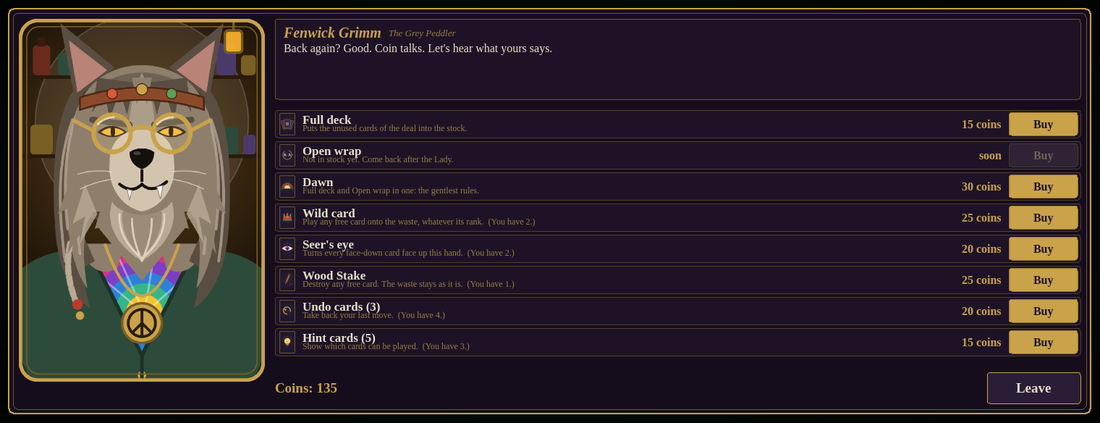 Fenwick Grimm The Grey Peddler
Back again? Good. Coin talks. Let's hear what yours says.
Full deck
Puts the unused cards of the deal into the stock.
15 coins Buy
Open wrap
Not in stock yet. Come back after the Lady.
soon Buy
Dawn
Full deck and Open wrap in one: the gentlest rules.
30 coins Buy
Wild card
Play any free card onto the waste, whatever its rank. (You have 2.)
25 coins Buy
Seer's eye
Turns every face-down card face up this hand. (You have 2.)
20 coins Buy
Wood Stake
Destroy any free card. The waste stays as it is. (You have 1.)
25 coins Buy
Undo cards (3)
Take back your last move. (You have 4.)
20 coins Buy
Hint cards (5)
Show which cards can be played. (You have 3.)
15 coins Buy
Coins: 135
Leave